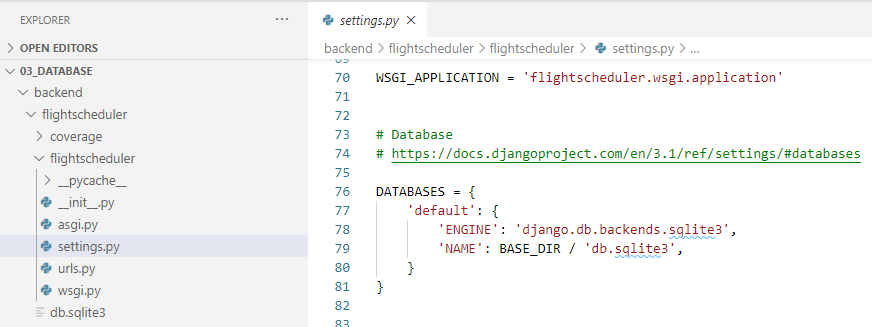 EXPLORER
OPEN EDITORS
03_DATABASE
backend
flightscheduler
coverage
flightscheduler
__pycache__
__init__.py
asgi.py
settings.py
urls.py
wsgi.py
db.sqlite3
settings.py
backend > flightscheduler > flightscheduler > settings.py > ...
69
70 WSGI_APPLICATION = 'flightscheduler.wsgi.application'
71
72
73 # Database
74 # https://docs.djangoproject.com/en/3.1/ref/settings/#databases
75
76 DATABASES = {
77 'default': {
78 'ENGINE': 'django.db.backends.sqlite3',
79 'NAME': BASE_DIR / 'db.sqlite3',
80 }
81 }
82
83